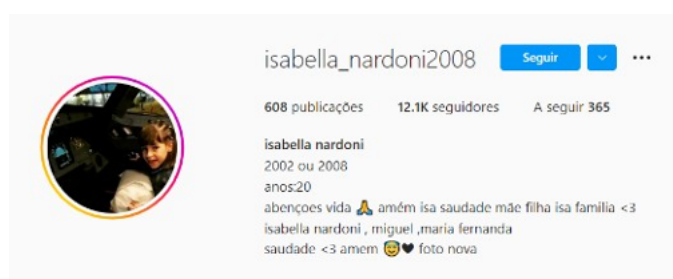 isabella_nardoni2008 Seguir
608 publicações 12.1K seguidores A seguir 365
isabella nardoni
2002 ou 2008
anos:20
abençoes vida 🙏 amém isa saudade mãe filha isa familia <3
isabella nardoni , miguel ,maria fernanda
saudade <3 amem 😇🖤 foto nova